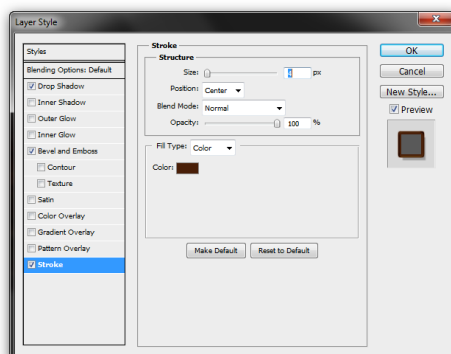 Layer Style
Styles
Blending Options: Default
Drop Shadow
Inner Shadow
Outer Glow
Inner Glow
Bevel and Emboss
Contour
Texture
Satin
Color Overlay
Gradient Overlay
Pattern Overlay
Stroke
Stroke
Structure
Size: 4 px
Position: Center
Blend Mode: Normal
Opacity: 100 %
Fill Type: Color
Color:
Make Default Reset to Default
OK
Cancel
New Style...
Preview